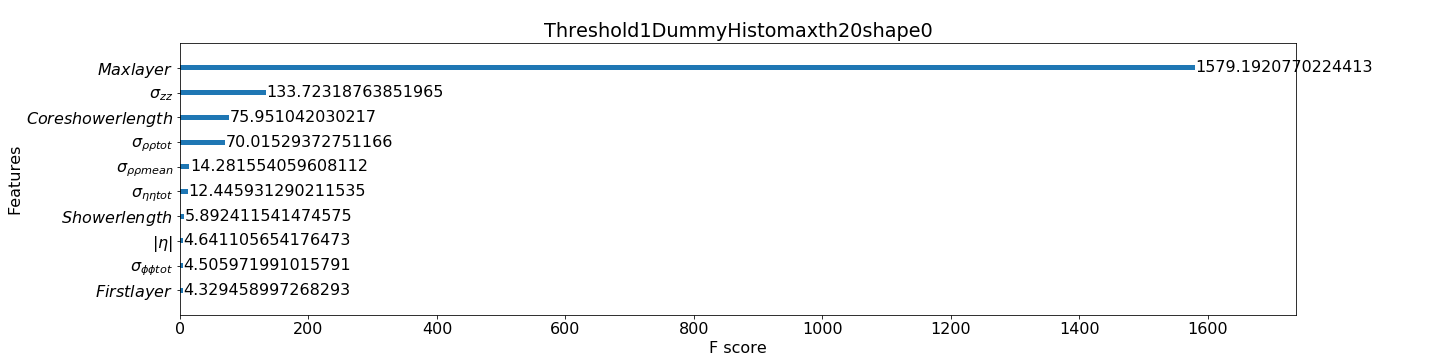 Threshold1DummyHistomaxth20shape0
Maxlayer 1579.1920770224413
σzz 133.72318763851965
Coreshowerlength 75.951042030217
σρρtot 70.01529372751166
σρρmean 14.281554059608112
σηηtot 12.445931290211535
Showerlength 5.892411541474575
|η| 4.641105654176473
σϕϕtot 4.505971991015791
Firstlayer 4.329458997268293
Features
0 200 400 600 800 1000 1200 1400 1600
F score